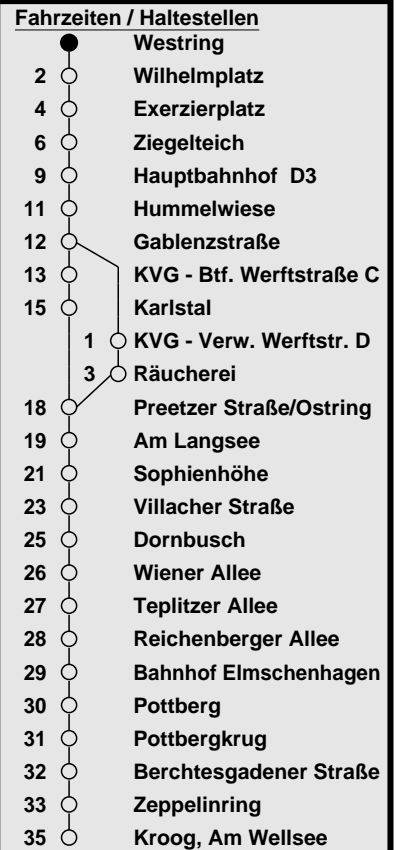 Fahrzeiten / Haltestellen
Westring
2 Wilhelmplatz
4 Exerzierplatz
6 Ziegelteich
9 Hauptbahnhof D3
11 Hummelwiese
12 Gablenzstraße
13 KVG - Btf. Werftstraße C
15 Karlstal
1 KVG - Verw. Werftstr. D
3 Räucherei
18 Preetzer Straße/Ostring
19 Am Langsee
21 Sophienhöhe
23 Villacher Straße
25 Dornbusch
26 Wiener Allee
27 Teplitzer Allee
28 Reichenberger Allee
29 Bahnhof Elmschenhagen
30 Pottberg
31 Pottbergkrug
32 Berchtesgadener Straße
33 Zeppelinring
35 Kroog, Am Wellsee